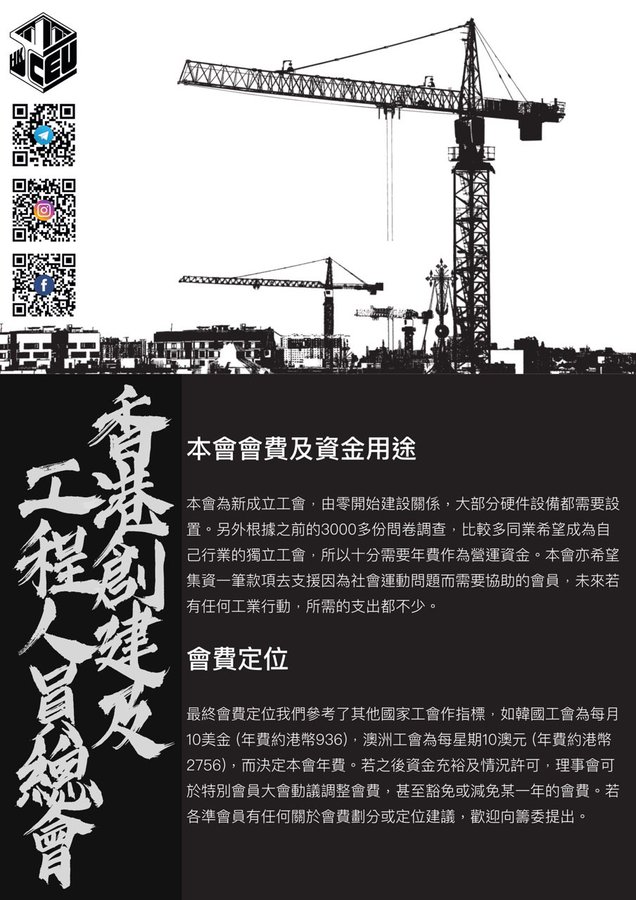 HK
CEU
香港創建及
工程人員總會
本會會費及資金用途
本會為新成立工會，由零開始建設關係，大部分硬件設備都需要設
置。另外根據之前的3000多份問卷調查，比較多同業希望成為自
己行業的獨立工會，所以十分需要年費作為營運資金。本會亦希望
集資一筆款項去支援因為社會運動問題而需要協助的會員，未來若
有任何工業行動，所需的支出都不少。
會費定位
最終會費定位我們參考了其他國家工會作指標，如韓國工會為每月
10美金 (年費約港幣936)，澳洲工會為每星期10澳元 (年費約港幣
2756)，而決定本會年費。若之後資金充裕及情況許可，理事會可
於特別會員大會動議調整會費，甚至豁免或減免某一年的會費。若
各準會員有任何關於會費劃分或定位建議，歡迎向籌委提出。